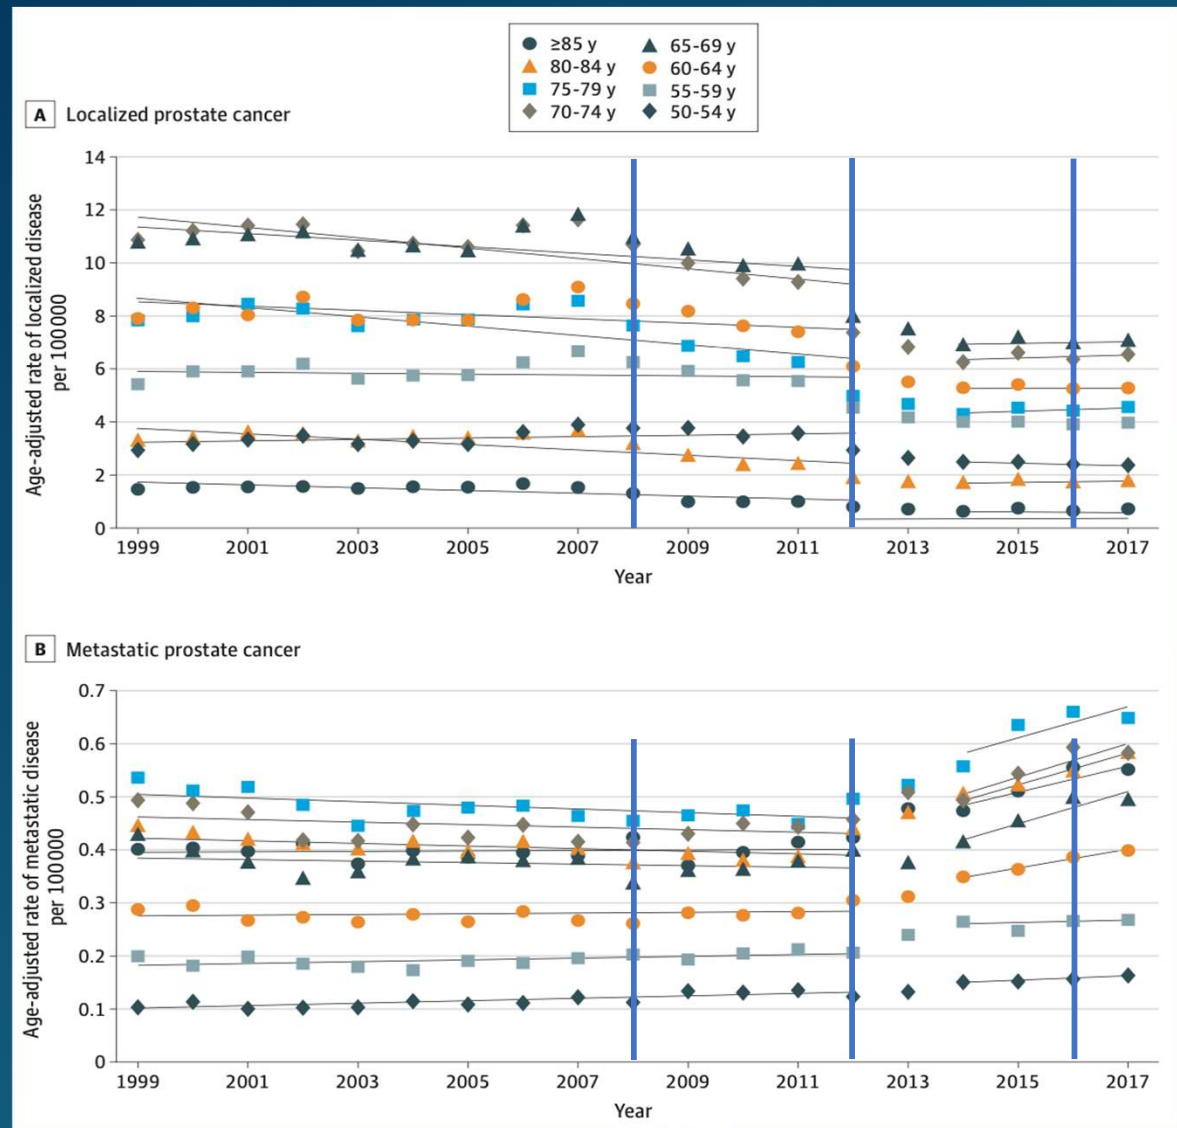 ≥85 y 65-69 y
80-84 y 60-64 y
75-79 y 55-59 y
70-74 y 50-54 y
A Localized prostate cancer
Age-adjusted rate of localized disease
per 100 000
14
12
10
8
6
4
2
0
1999 2001 2003 2005 2007 2009 2011 2013 2015 2017
Year
B Metastatic prostate cancer
Age-adjusted rate of metastatic disease
per 100 000
0.7
0.6
0.5
0.4
0.3
0.2
0.1
0
1999 2001 2003 2005 2007 2009 2011 2013 2015 2017
Year